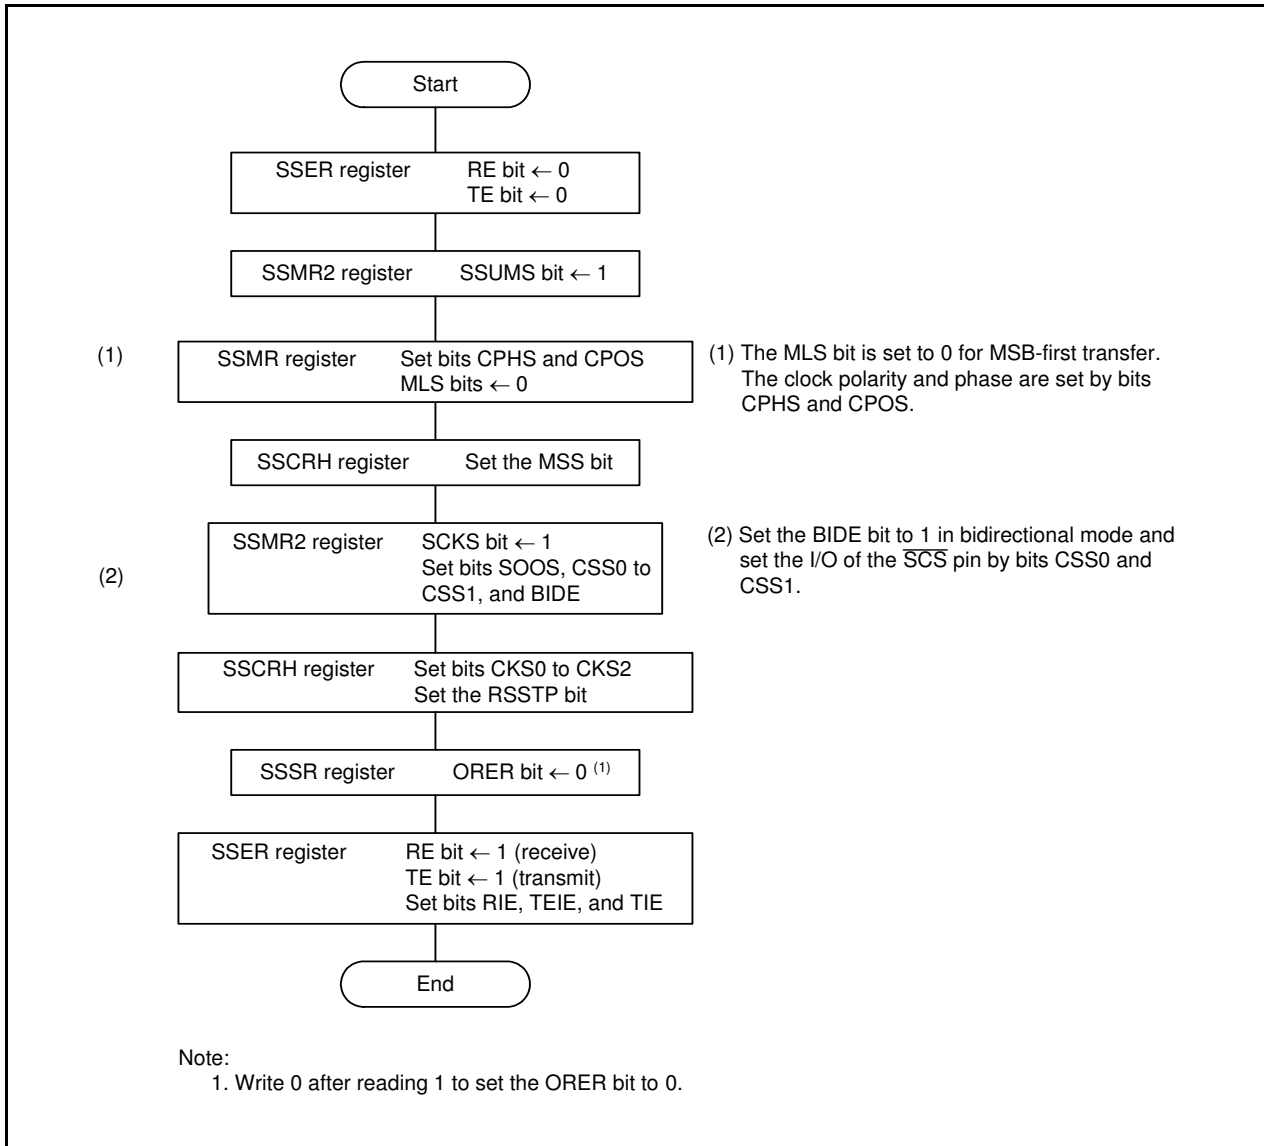 Start
SSER register RE bit ← 0
TE bit ← 0
SSMR2 register SSUMS bit ← 1
(1) SSMR register Set bits CPHS and CPOS
MLS bits ← 0
(1) The MLS bit is set to 0 for MSB-first transfer.
The clock polarity and phase are set by bits
CPHS and CPOS.
SSCRH register Set the MSS bit
(2) SSMR2 register SCKS bit ← 1
Set bits SOOS, CSS0 to
CSS1, and BIDE
(2) Set the BIDE bit to 1 in bidirectional mode and
set the I/O of the S̅C̅S̅ pin by bits CSS0 and
CSS1.
SSCRH register Set bits CKS0 to CKS2
Set the RSSTP bit
SSSR register ORER bit ← 0 (1)
SSER register RE bit ← 1 (receive)
TE bit ← 1 (transmit)
Set bits RIE, TEIE, and TIE
End
Note:
1. Write 0 after reading 1 to set the ORER bit to 0.